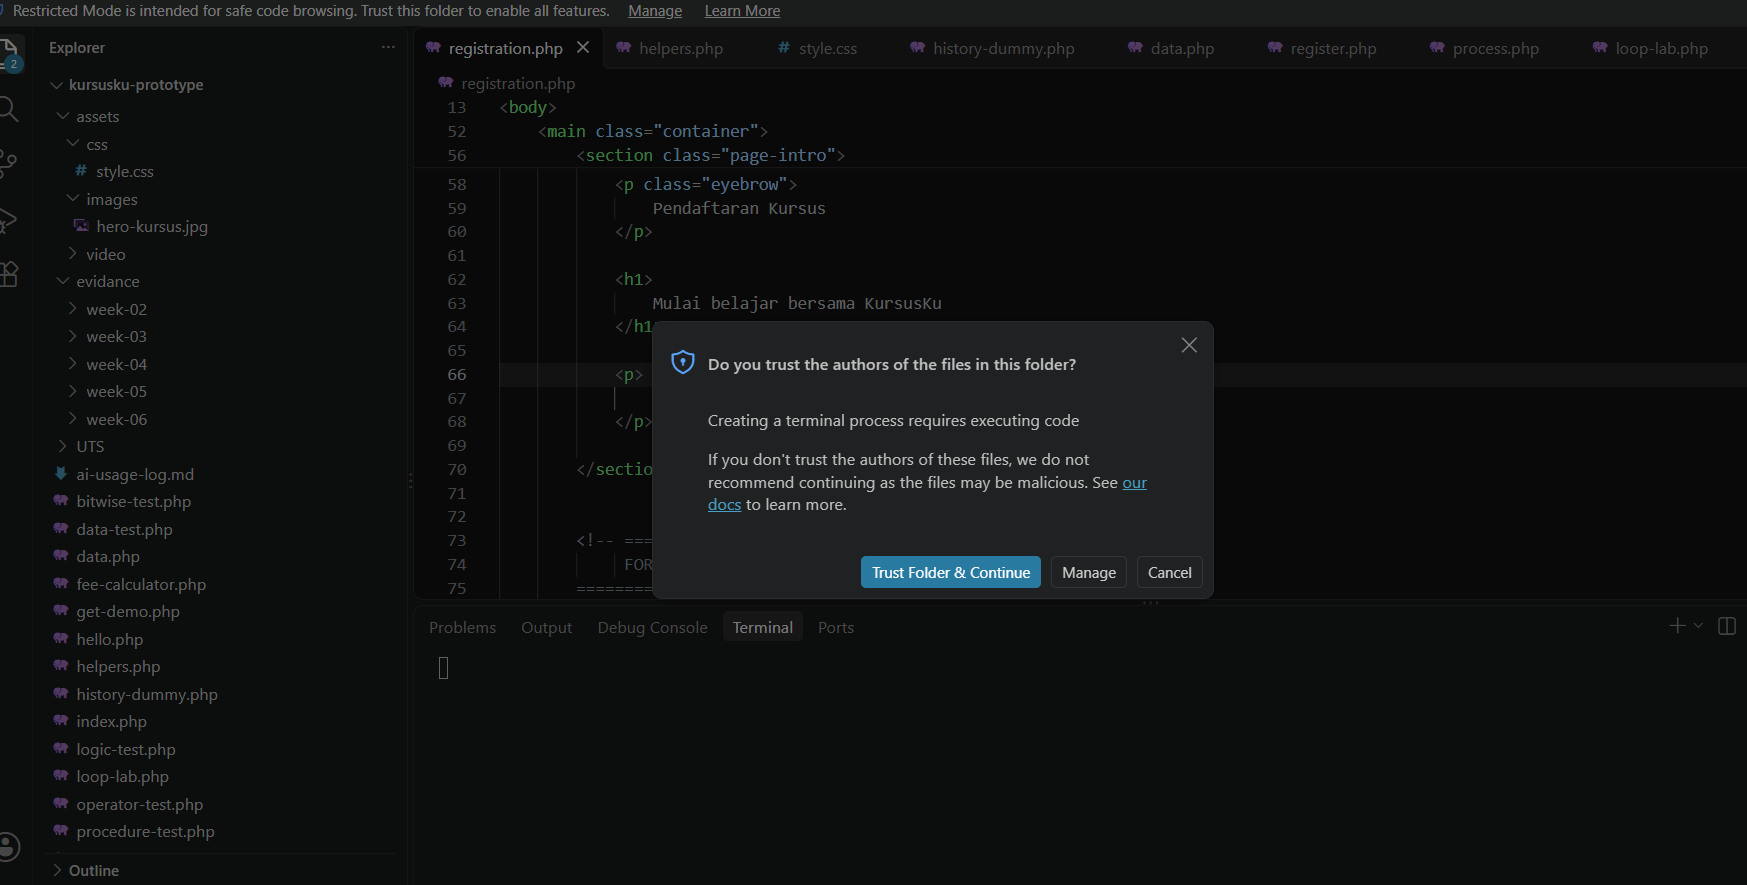 Restricted Mode is intended for safe code browsing. Trust this folder to enable all features. Manage Learn More
2
Explorer
kursusku-prototype
assets
css
# style.css
images
hero-kursus.jpg
video
evidance
week-02
week-03
week-04
week-05
week-06
UTS
ai-usage-log.md
bitwise-test.php
data-test.php
data.php
fee-calculator.php
get-demo.php
hello.php
helpers.php
history-dummy.php
index.php
logic-test.php
loop-lab.php
operator-test.php
procedure-test.php
Outline
registration.php helpers.php # style.css history-dummy.php data.php register.php process.php loop-lab.php
registration.php
13 <body>
52 <main class="container">
56 <section class="page-intro">
58 <p class="eyebrow">
59 Pendaftaran Kursus
60 </p>
61
62 <h1>
63 Mulai belajar bersama KursusKu
64 </h1
65
66 <p>
67
68 </p>
69
70 </sectio
71
72
73 <!-- ===
74 FOR
75 ========
Do you trust the authors of the files in this folder?
Creating a terminal process requires executing code
If you don't trust the authors of these files, we do not
recommend continuing as the files may be malicious. See our
docs to learn more.
Trust Folder & Continue Manage Cancel
Problems Output Debug Console Terminal Ports